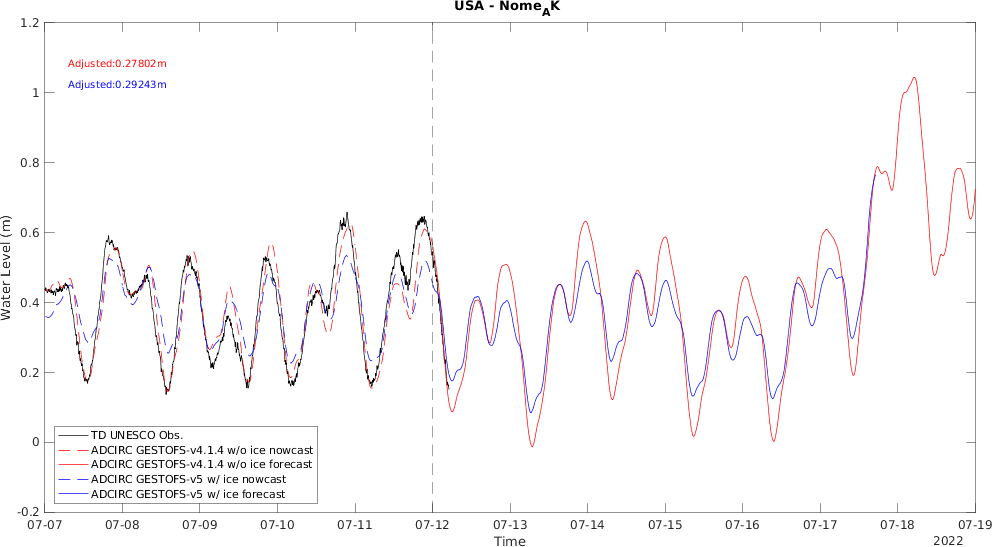 USA - Nome_AK
1.2
Adjusted:0.27802m
Adjusted:0.29243m
1
0.8
0.6
0.4
0.2
0
-0.2
Water Level (m)
TD UNESCO Obs.
ADCIRC GESTOFS-v4.1.4 w/o ice nowcast
ADCIRC GESTOFS-v4.1.4 w/o ice forecast
ADCIRC GESTOFS-v5 w/ ice nowcast
ADCIRC GESTOFS-v5 w/ ice forecast
07-07 07-08 07-09 07-10 07-11 07-12 07-13 07-14 07-15 07-16 07-17 07-18 07-19
Time
2022